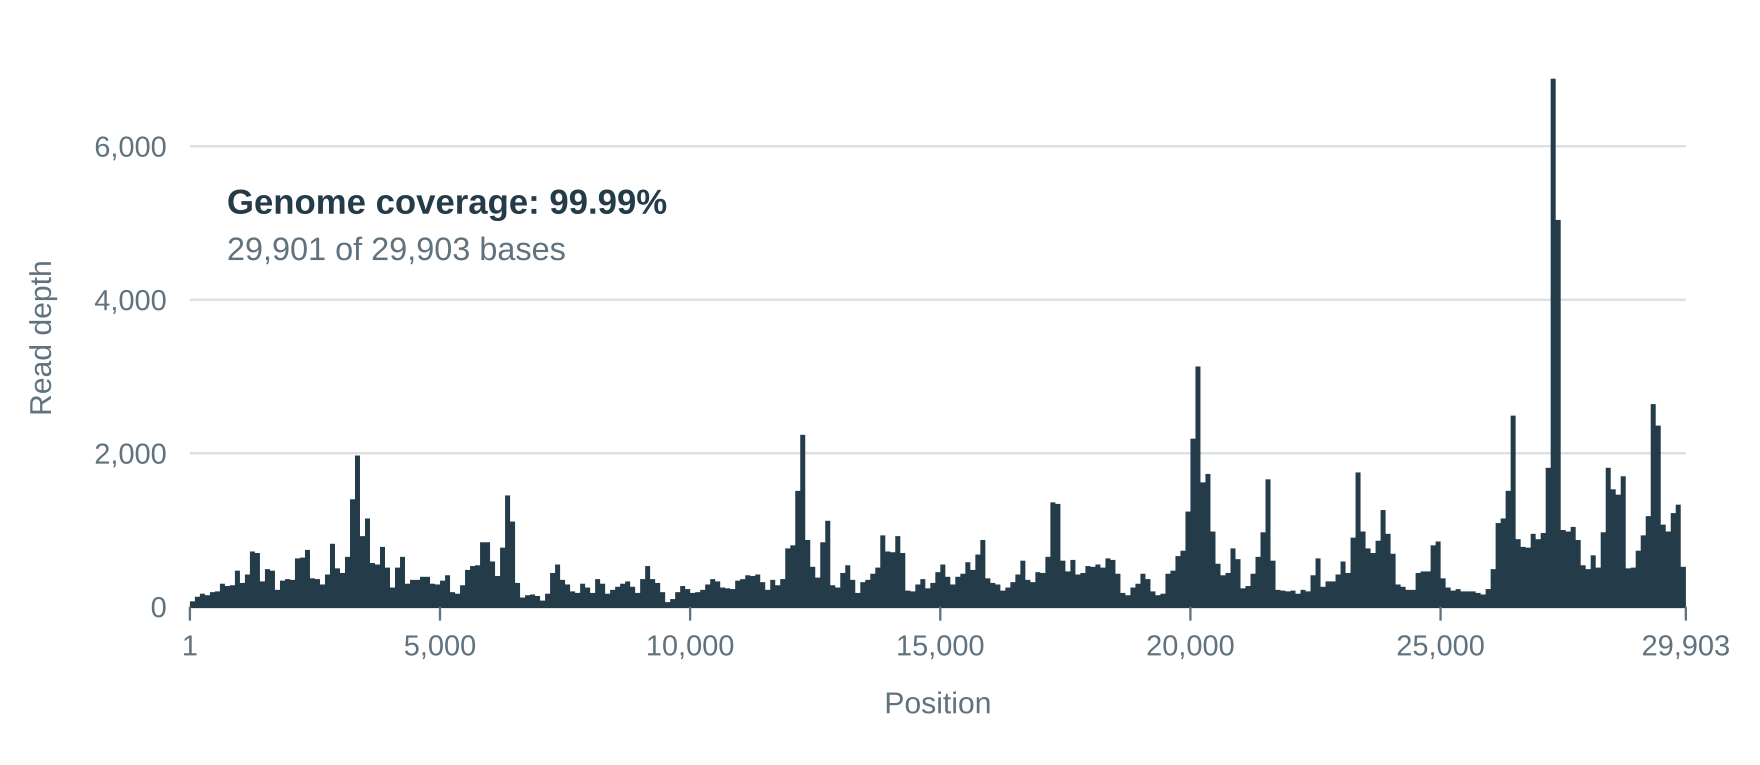 6,000
Genome coverage: 99.99%
29,901 of 29,903 bases
4,000
Read depth
2,000
0
1 5,000 10,000 15,000 20,000 25,000 29,903
Position